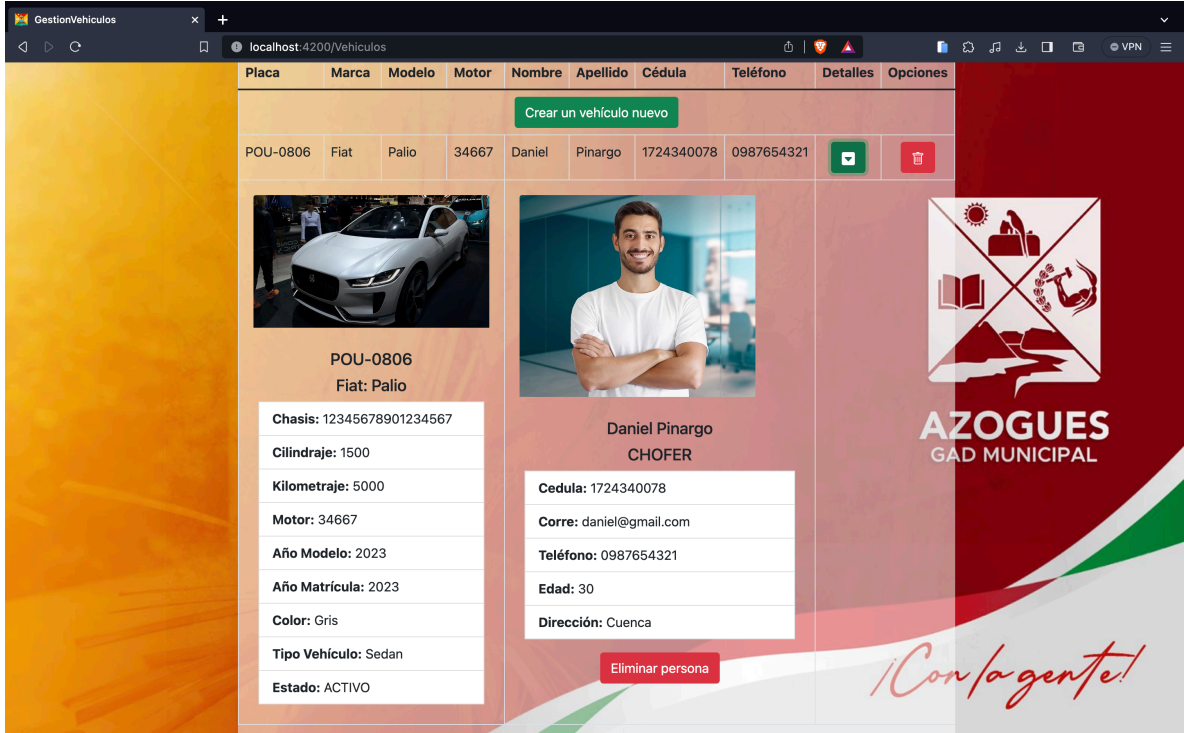 GestionVehiculos
localhost:4200/Vehiculos
VPN
Placa Marca Modelo Motor Nombre Apellido Cédula Teléfono Detalles Opciones
Crear un vehículo nuevo
POU-0806 Fiat Palio 34667 Daniel Pinargo 1724340078 0987654321
POU-0806
Fiat: Palio
Chasis: 12345678901234567
Cilindraje: 1500
Kilometraje: 5000
Motor: 34667
Año Modelo: 2023
Año Matrícula: 2023
Color: Gris
Tipo Vehículo: Sedan
Estado: ACTIVO
Daniel Pinargo
CHOFER
Cedula: 1724340078
Corre: daniel@gmail.com
Teléfono: 0987654321
Edad: 30
Dirección: Cuenca
Eliminar persona
AZOGUES
GAD MUNICIPAL
¡Con la gente!